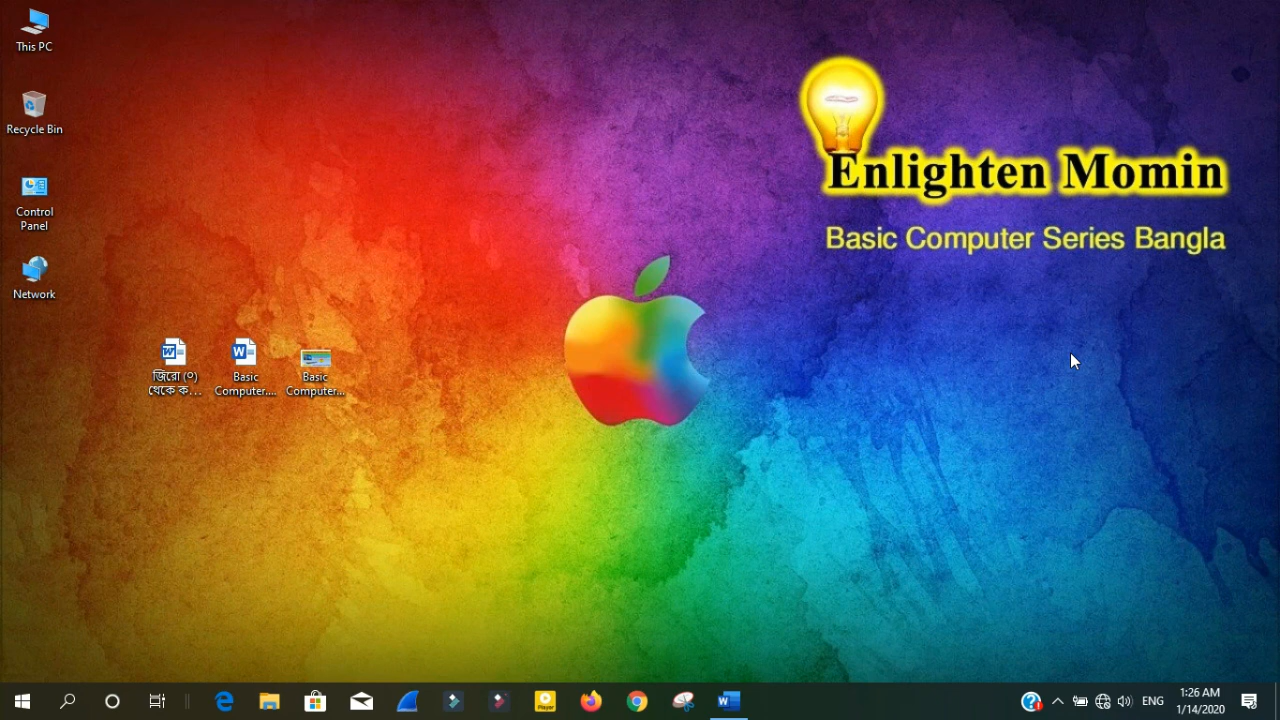 This PC
Recycle Bin
Control
Panel
Network
জিরো (০)
থেকে ক...
Basic
Computer....
Basic
Computer...
Enlighten Momin
Basic Computer Series Bangla
Player
ENG
1:26 AM
1/14/2020